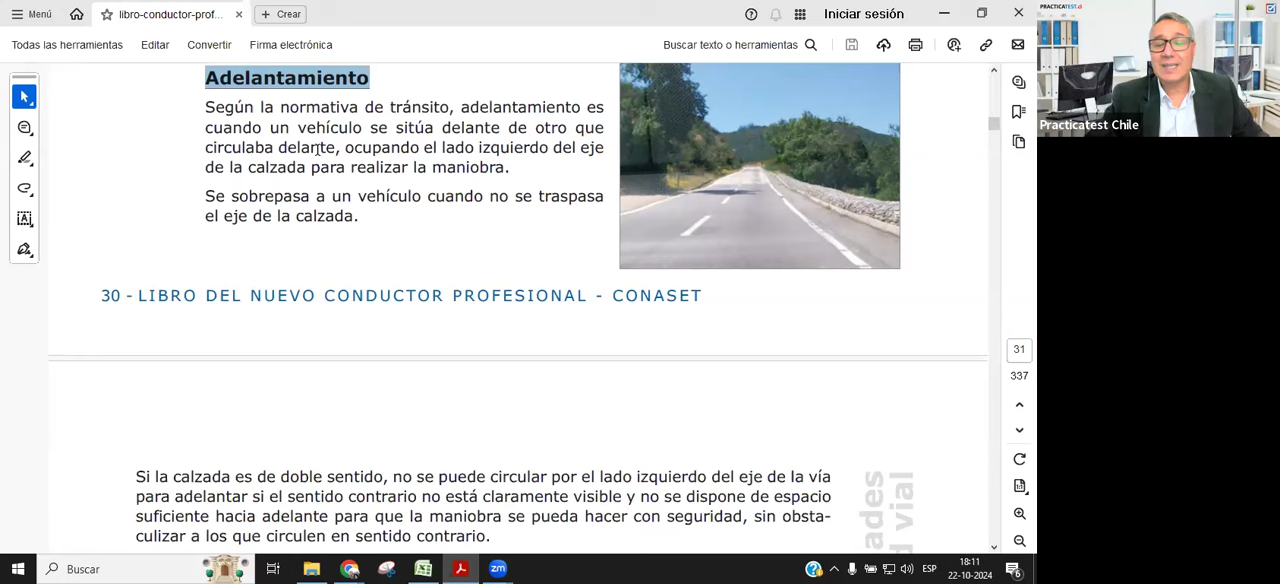 Menú
libro-conductor-prof...
Crear
Iniciar sesión
PRACTICATEST.cl
Todas las herramientas
Editar
Convertir
Firma electrónica
Buscar texto o herramientas
Practicatest Chile
Adelantamiento
Según la normativa de tránsito, adelantamiento es
cuando un vehículo se sitúa delante de otro que
circulaba delante, ocupando el lado izquierdo del eje
de la calzada para realizar la maniobra.
Se sobrepasa a un vehículo cuando no se traspasa
el eje de la calzada.
30 - LIBRO DEL NUEVO CONDUCTOR PROFESIONAL - CONASET
31
337
Si la calzada es de doble sentido, no se puede circular por el lado izquierdo del eje de la vía
para adelantar si el sentido contrario no está claramente visible y no se dispone de espacio
suficiente hacia adelante para que la maniobra se pueda hacer con seguridad, sin obsta-
culizar a los que circulen en sentido contrario.
ades
d vial
Buscar
ESP
18:11
22-10-2024
6